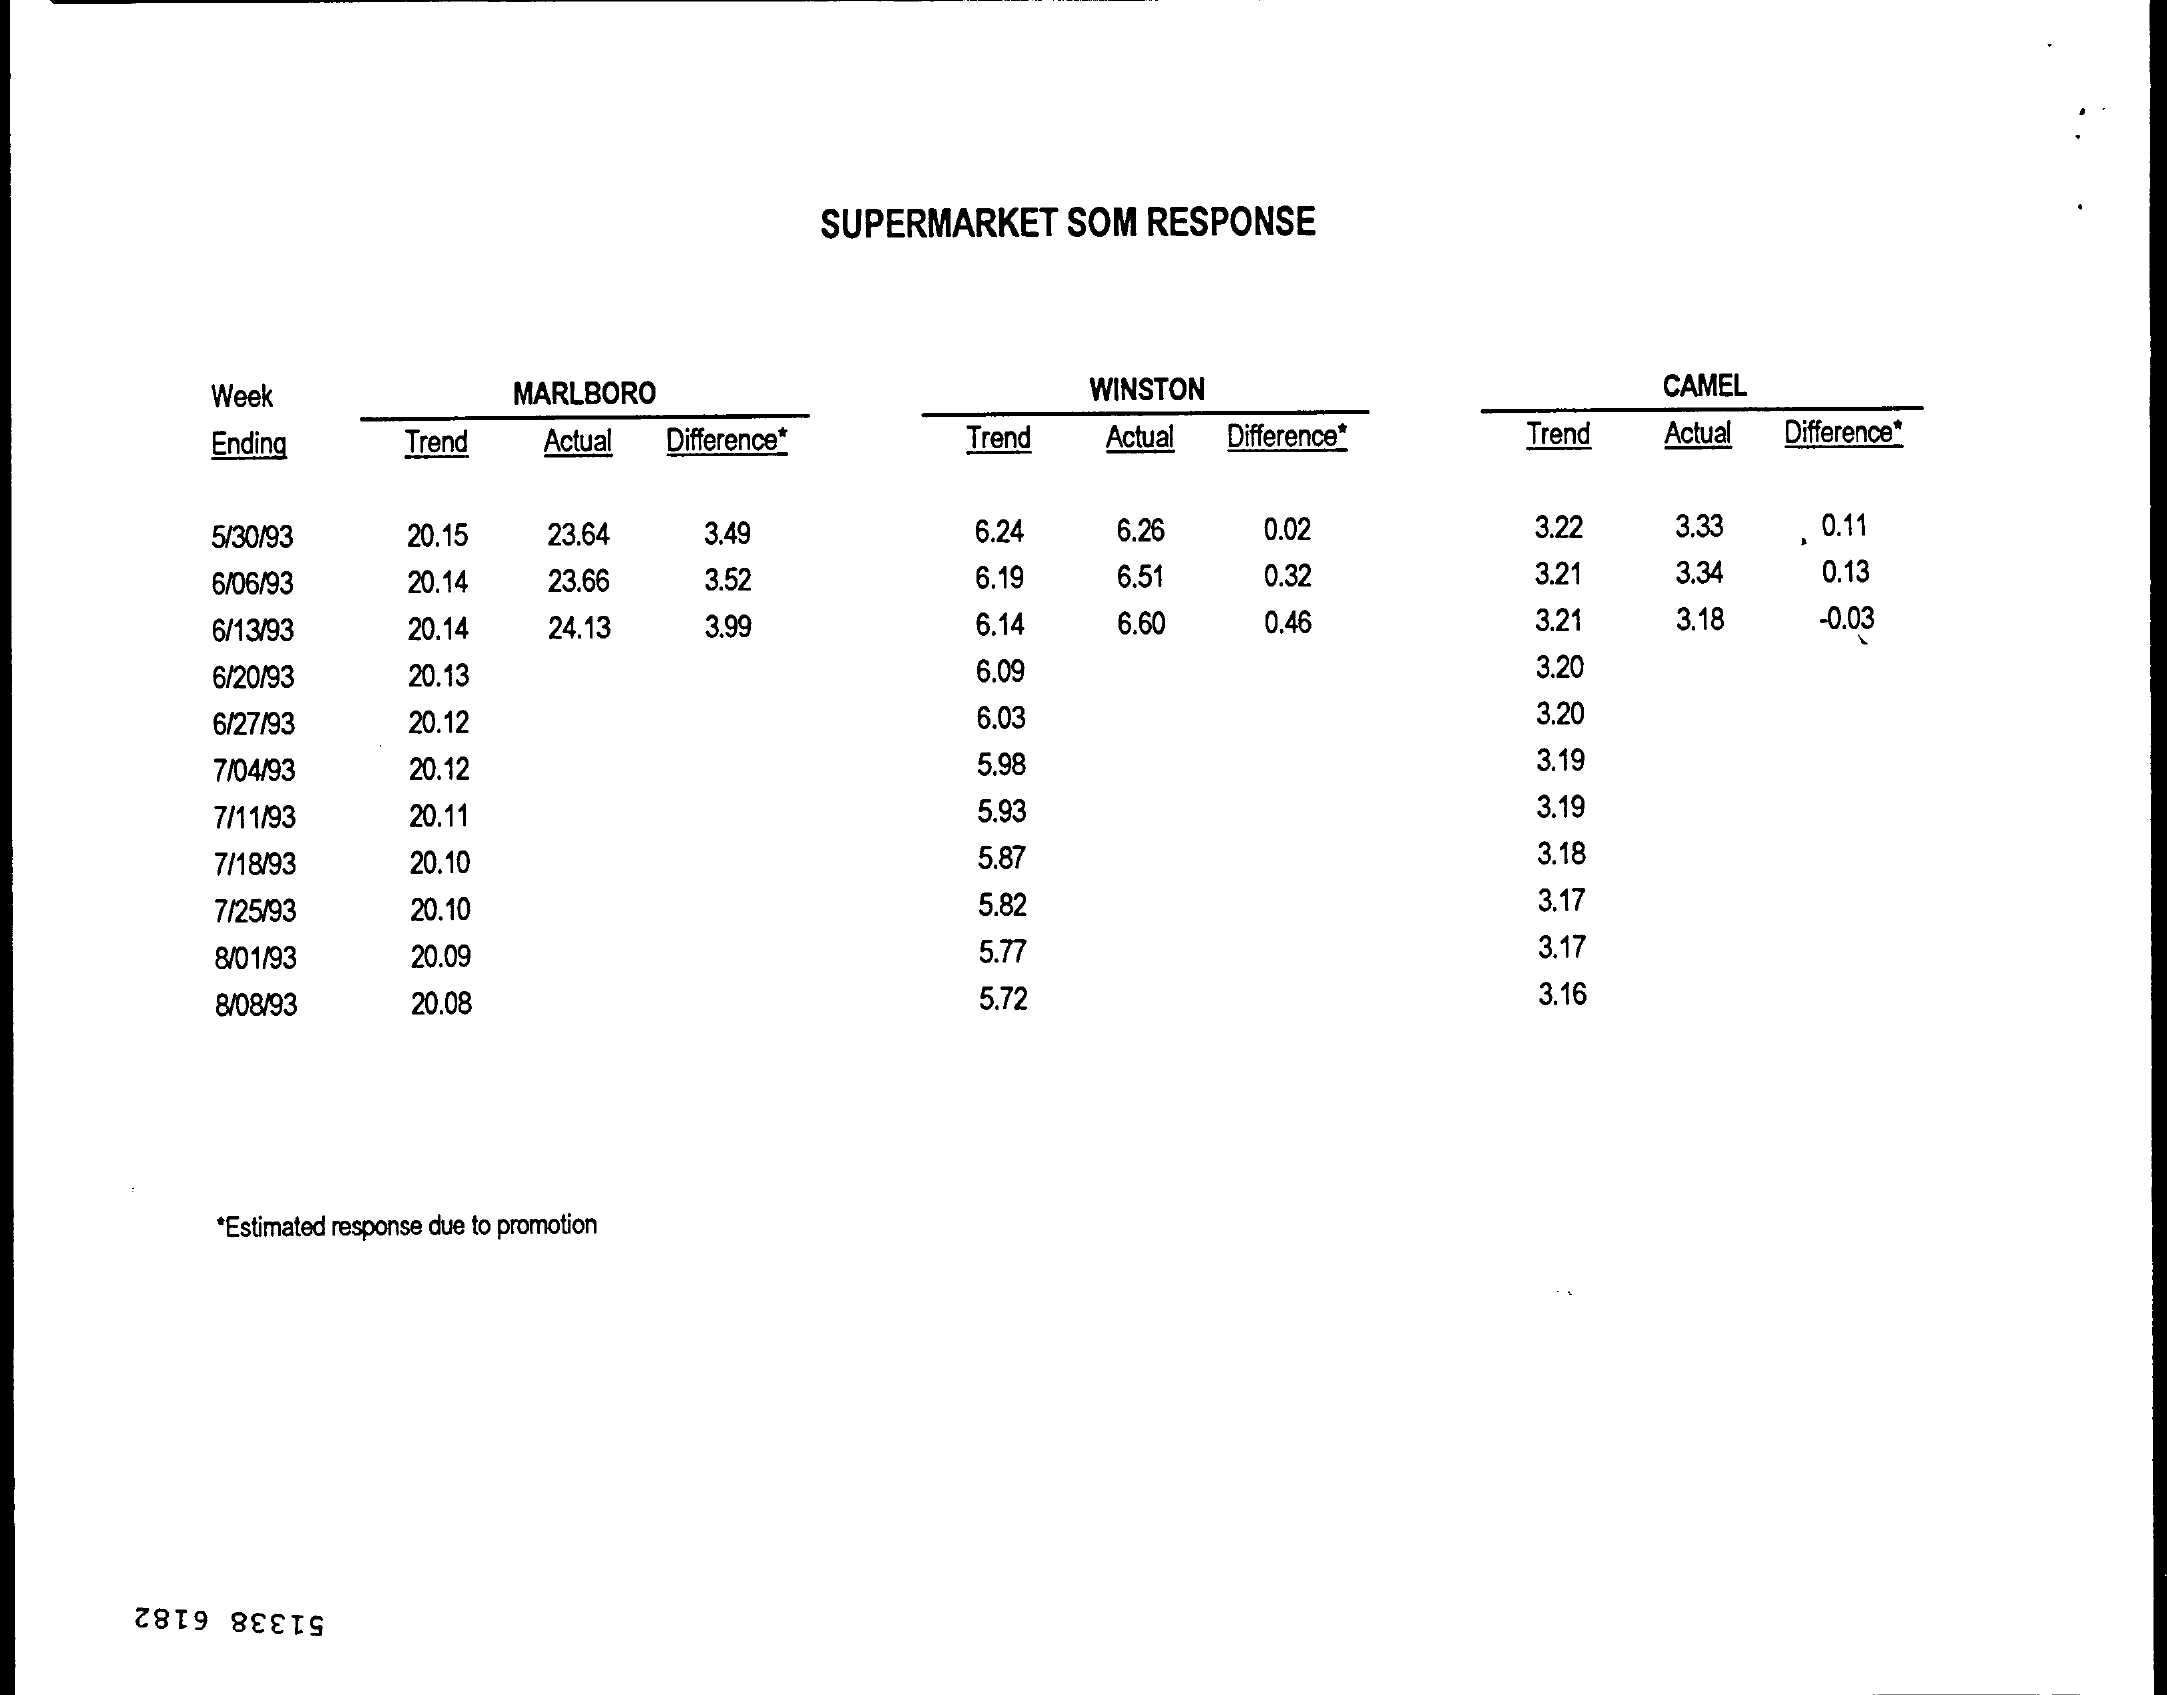 SUPERMARKET SOM RESPONSE
Week MARLBORO WINSTON CAMEL
Ending Trend Actual Difference* Trend Actual Difference* Trend Actual Difference*
5/30/93 20.15 23.64 3.49 6.24 6.26 0.02 3.22 3.33 0.11
6/06/93 20.14 23.66 3.52 6.19 6.51 0.32 3.21 3.34 0.13
6/13/93 20.14 24.13 3.99 6.14 6.60 0.46 3.21 3.18 -0.03
6/20/93 20.13 6.09 3.20
6/27/93 20.12 6.03 3.20
7/04/93 20.12 5.98 3.19
7/11/93 20.11 5.93 3.19
7/18/93 20.10 5.87 3.18
7/25/93 20.10 5.82 3.17
8/01/93 20.09 5.77 3.17
8/08/93 20.08 5.72 3.16
*Estimated response due to promotion
51338 6182